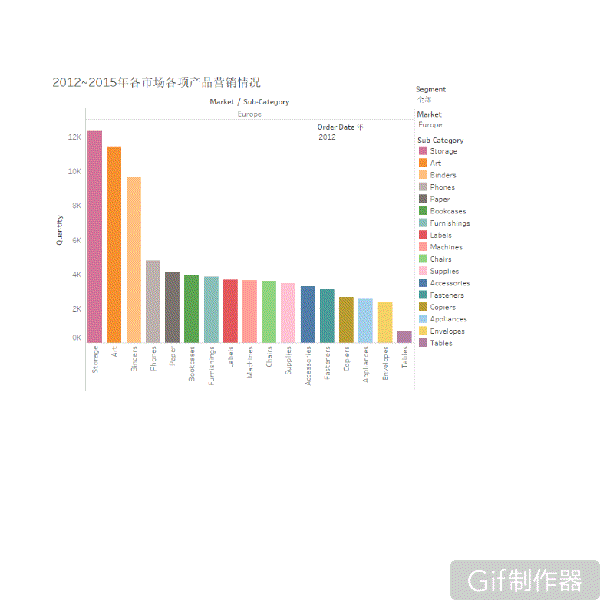 2012~2015年各市场各项产品营销情况
Market / Sub-Category
Europe
Order Date 年
2012
Quantity
12K
10K
8K
6K
4K
2K
0K
Storage
Art
Binders
Phones
Paper
Bookcases
Furnishings
Labels
Machines
Chairs
Supplies
Accessories
Fasteners
Copiers
Appliances
Envelopes
Tables
Segment
全部
Market
Europe
Sub Category
Storage
Art
Binders
Phones
Paper
Bookcases
Furnishings
Labels
Machines
Chairs
Supplies
Accessories
Fasteners
Copiers
Appliances
Envelopes
Tables
Gif制作器